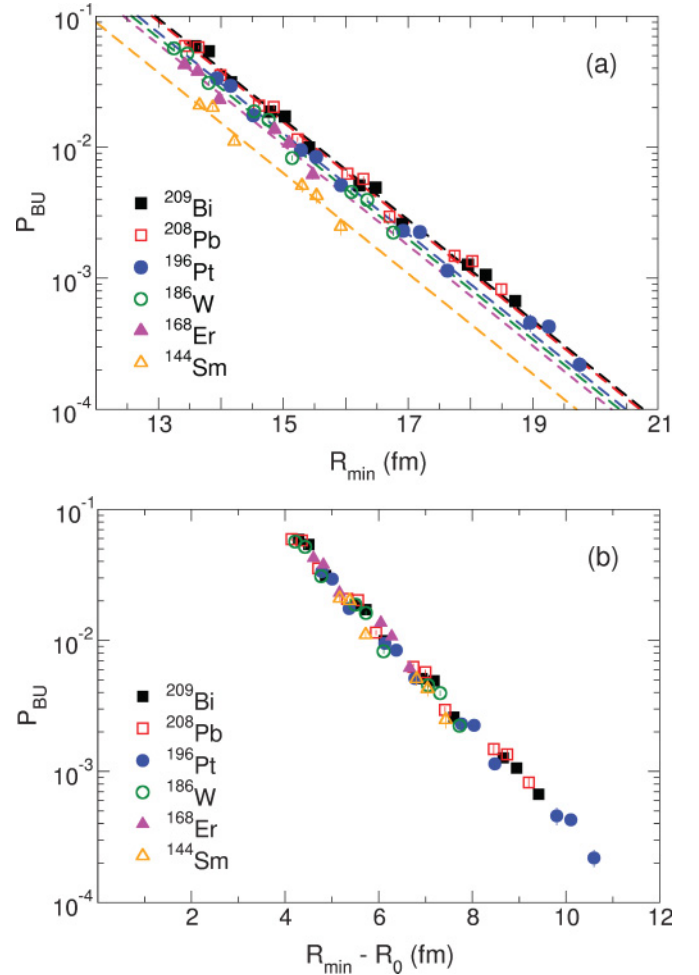 10⁻¹
(a)
10⁻²
P_BU
²⁰⁹Bi
²⁰⁸Pb
¹⁹⁶Pt
¹⁸⁶W
¹⁶⁸Er
¹⁴⁴Sm
10⁻³
10⁻⁴
13 15 17 19 21
R_min (fm)
10⁻¹
(b)
10⁻²
P_BU
²⁰⁹Bi
²⁰⁸Pb
¹⁹⁶Pt
¹⁸⁶W
¹⁶⁸Er
¹⁴⁴Sm
10⁻³
10⁻⁴
0 2 4 6 8 10 12
R_min - R₀ (fm)